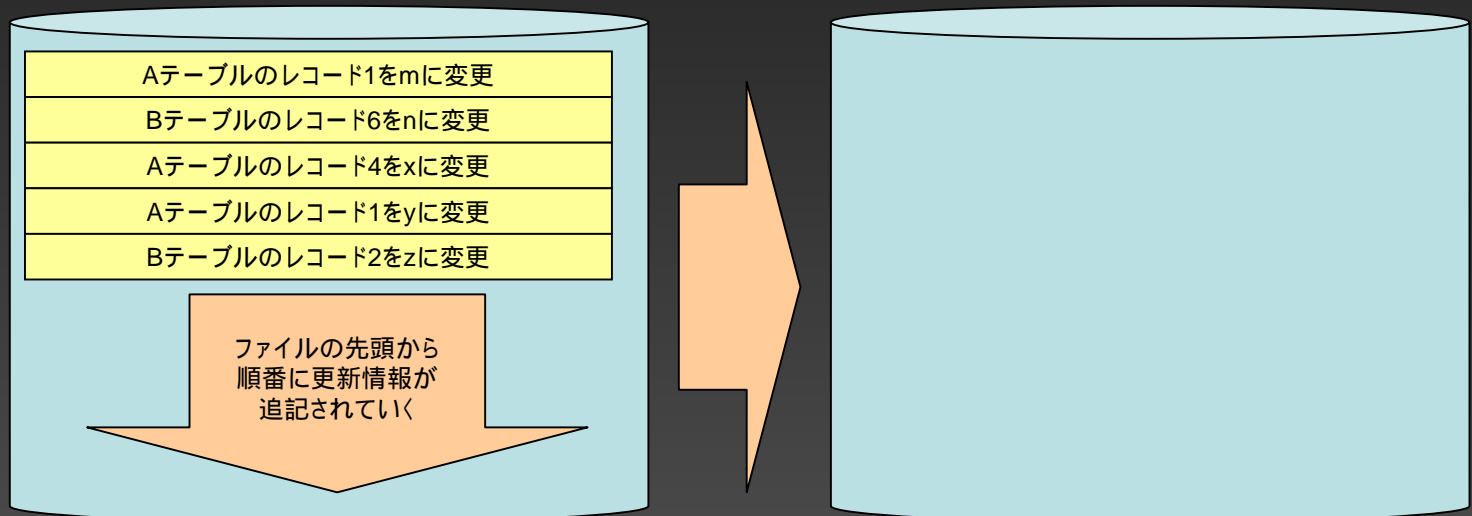 Aテーブルのレコード1をmに変更
Bテーブルのレコード6をnに変更
Aテーブルのレコード4をxに変更
Aテーブルのレコード1をyに変更
Bテーブルのレコード2をzに変更
ファイルの先頭から
順番に更新情報が
追記されていく